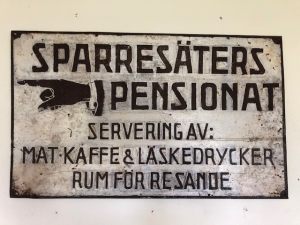 SPARRESÄTERS
PENSIONAT
SERVERING AV:
MAT·KAFFE & LÄSKEDRYCKER
RUM FÖR RESANDE